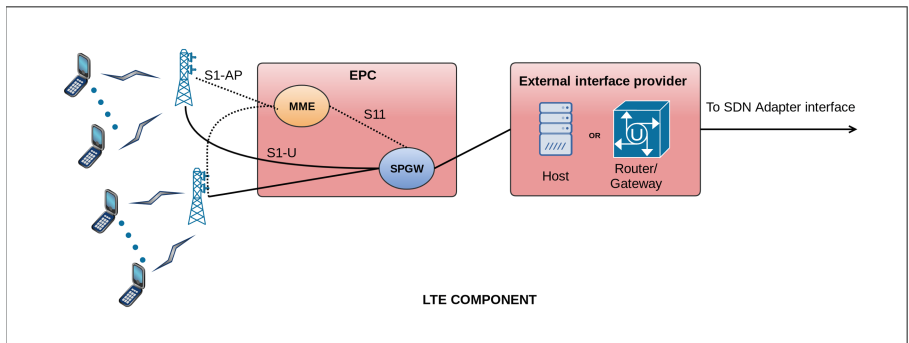 S1-AP
EPC
MME
S11
S1-U
SPGW
External interface provider
OR
U
Host
Router/
Gateway
To SDN Adapter interface
LTE COMPONENT